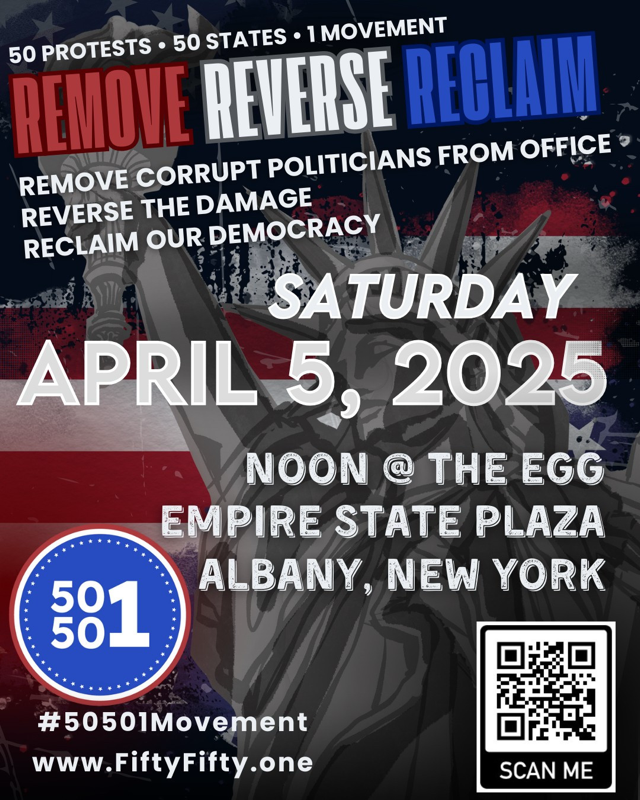 50 PROTESTS • 50 STATES • 1 MOVEMENT
REMOVE REVERSE RECLAIM
REMOVE CORRUPT POLITICIANS FROM OFFICE
REVERSE THE DAMAGE
RECLAIM OUR DEMOCRACY
SATURDAY
APRIL 5, 2025
NOON @ THE EGG
EMPIRE STATE PLAZA
ALBANY, NEW YORK
50
50
1
#50501Movement
www.FiftyFifty.one
SCAN ME